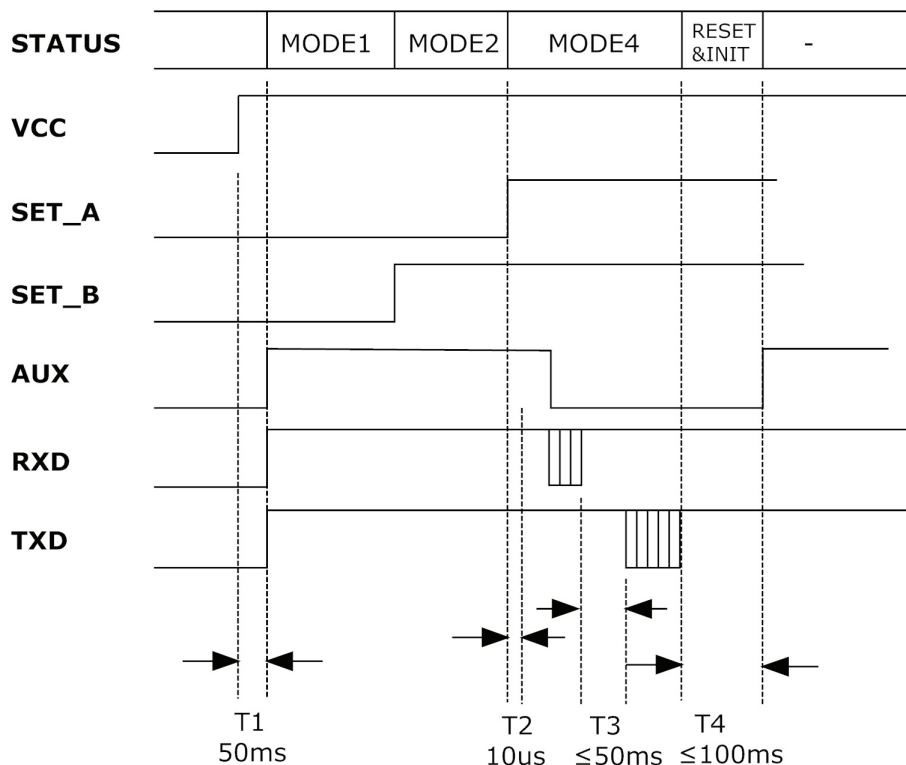 STATUS MODE1 MODE2 MODE4 RESET &INIT -
VCC
SET_A
SET_B
AUX
RXD
TXD
T1 T2 T3 T4
50ms 10us ≤50ms ≤100ms